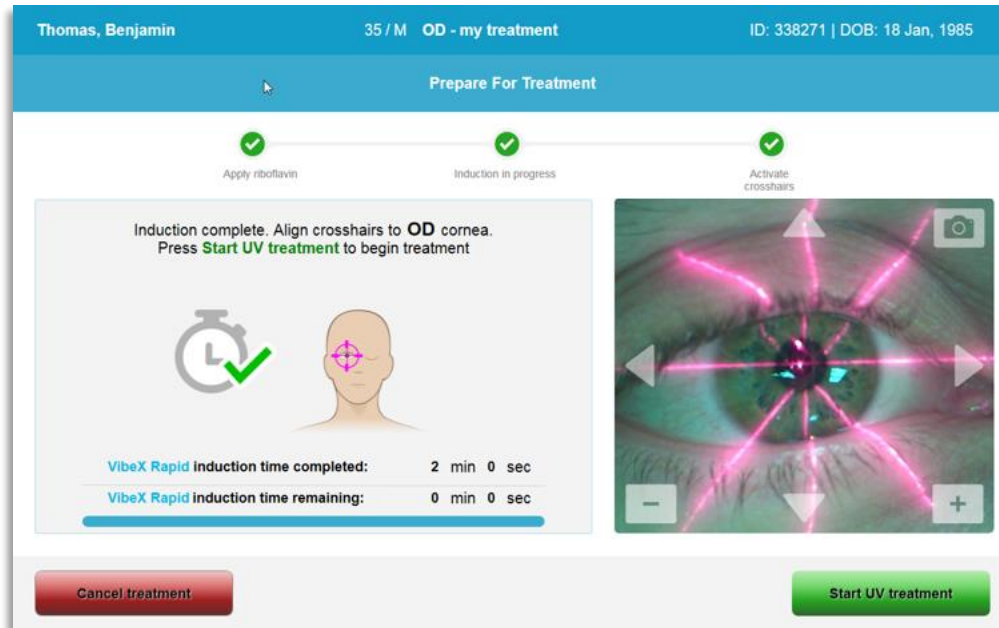 Thomas, Benjamin 35 / M OD - my treatment ID: 338271 | DOB: 18 Jan, 1985
Prepare For Treatment
Apply riboflavin
Induction in progress
Activate
crosshairs
Induction complete. Align crosshairs to OD cornea.
Press Start UV treatment to begin treatment
VibeX Rapid induction time completed: 2 min 0 sec
VibeX Rapid induction time remaining: 0 min 0 sec
Cancel treatment
Start UV treatment